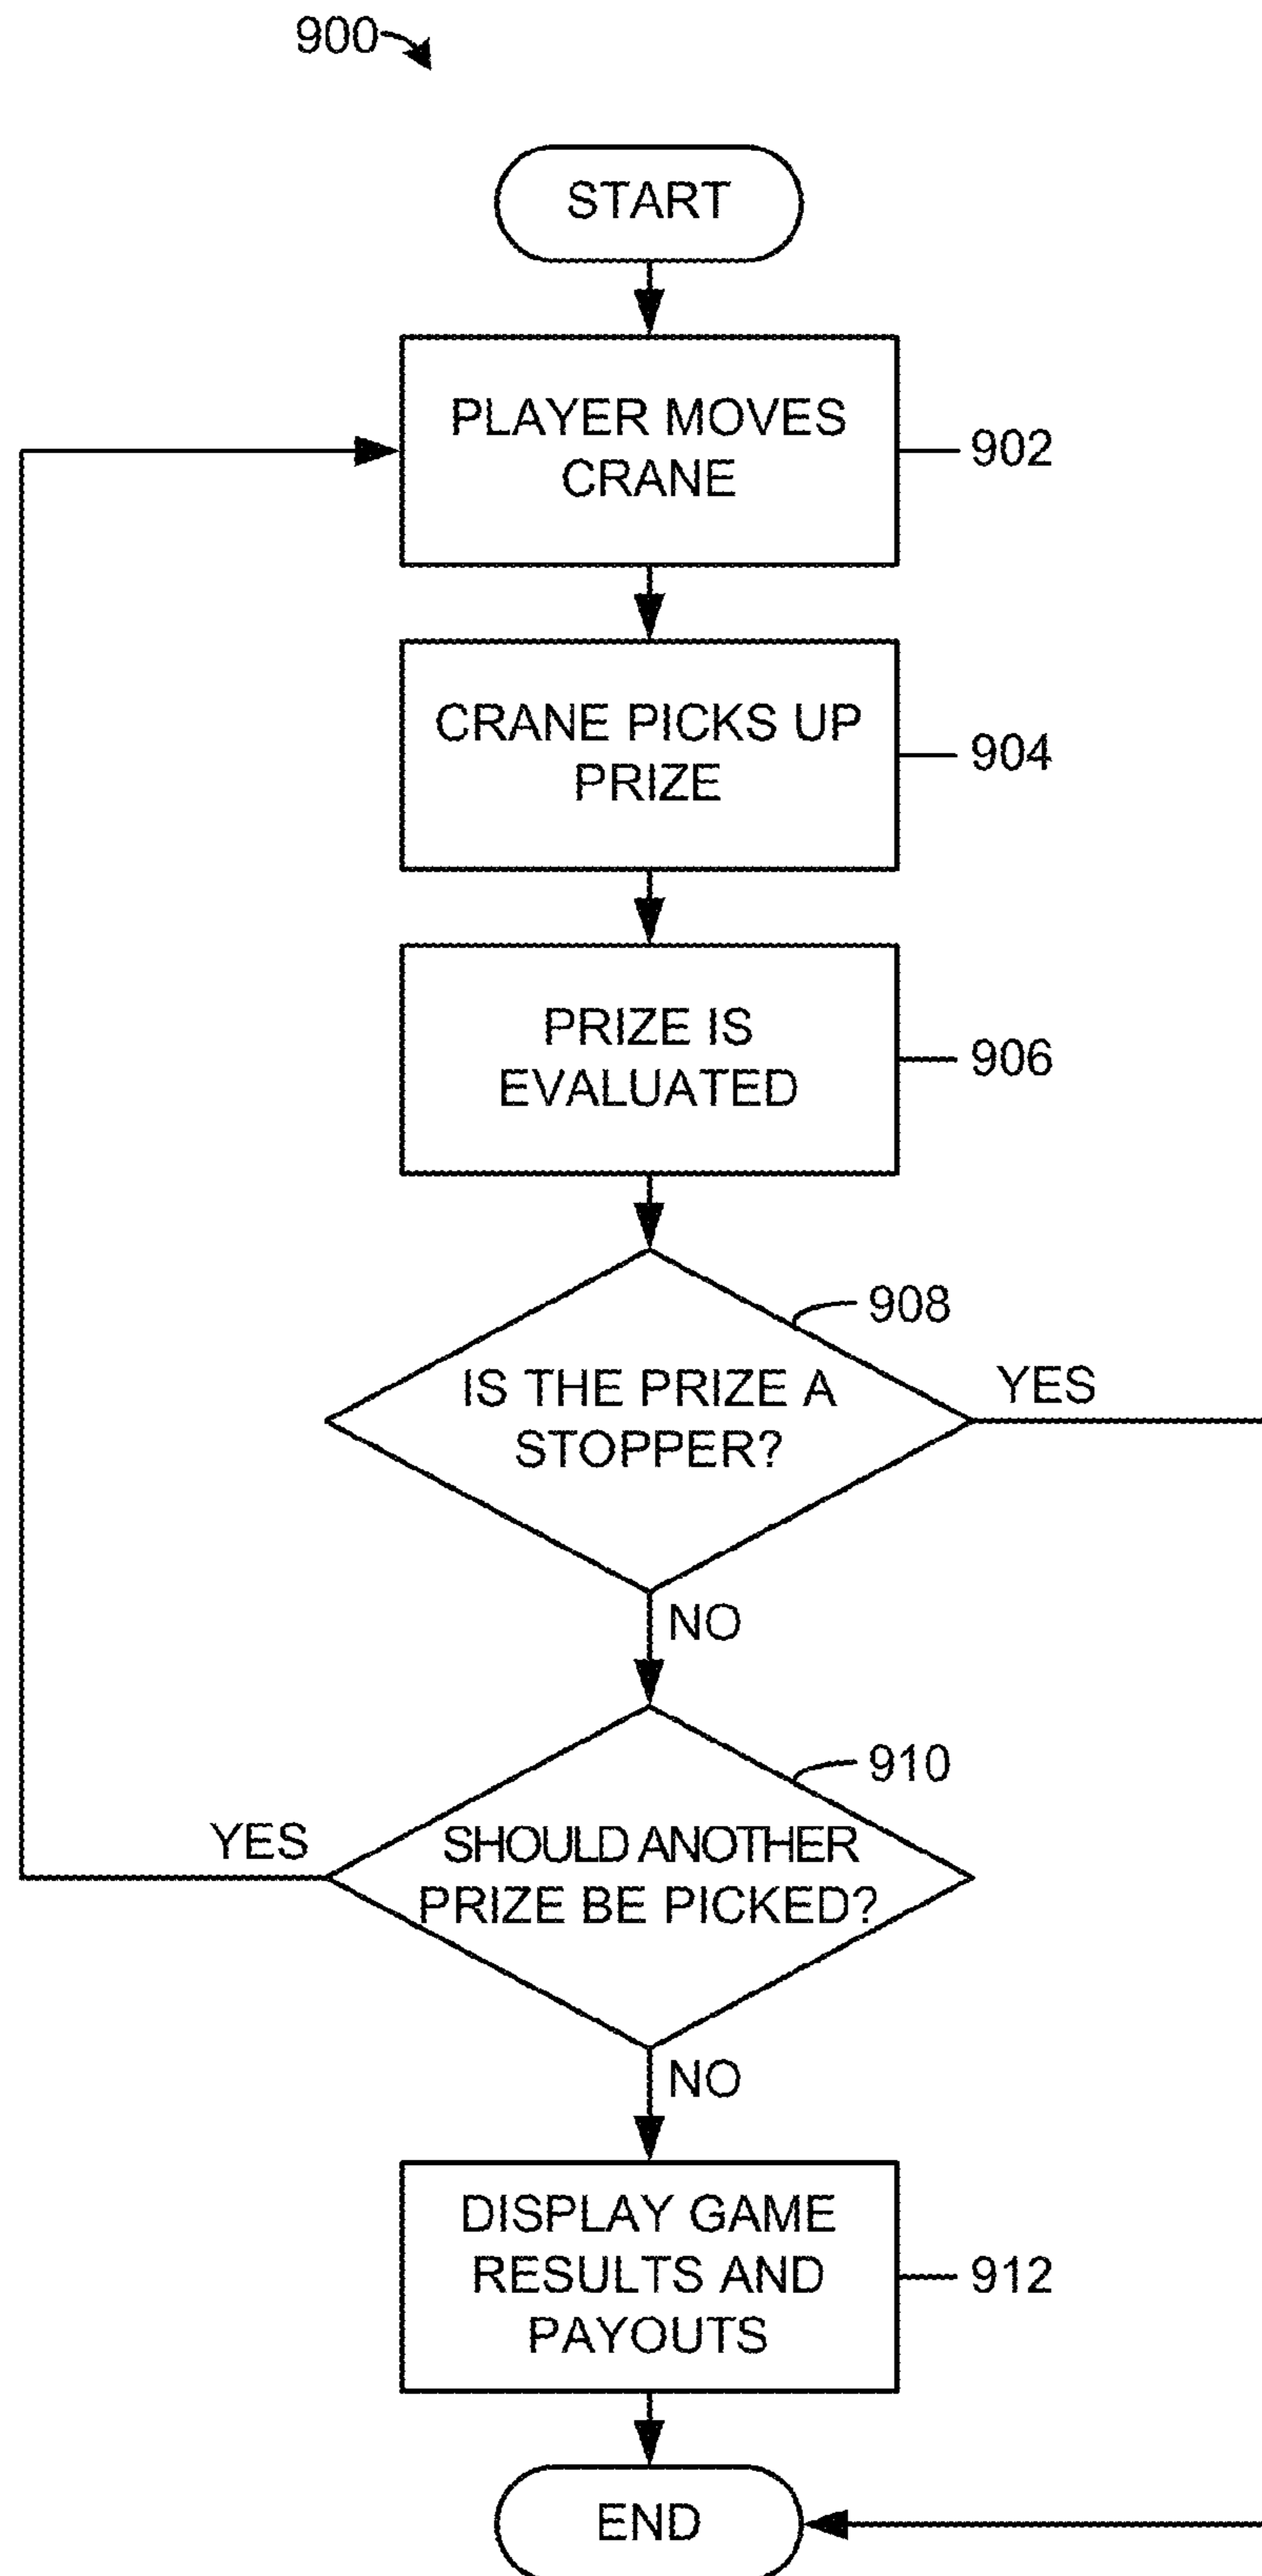 900
START
PLAYER MOVES
CRANE
902
CRANE PICKS UP
PRIZE
904
PRIZE IS
EVALUATED
906
908
IS THE PRIZE A
STOPPER?
YES
NO
910
YES
SHOULD ANOTHER
PRIZE BE PICKED?
NO
DISPLAY GAME
RESULTS AND
PAYOUTS
912
END